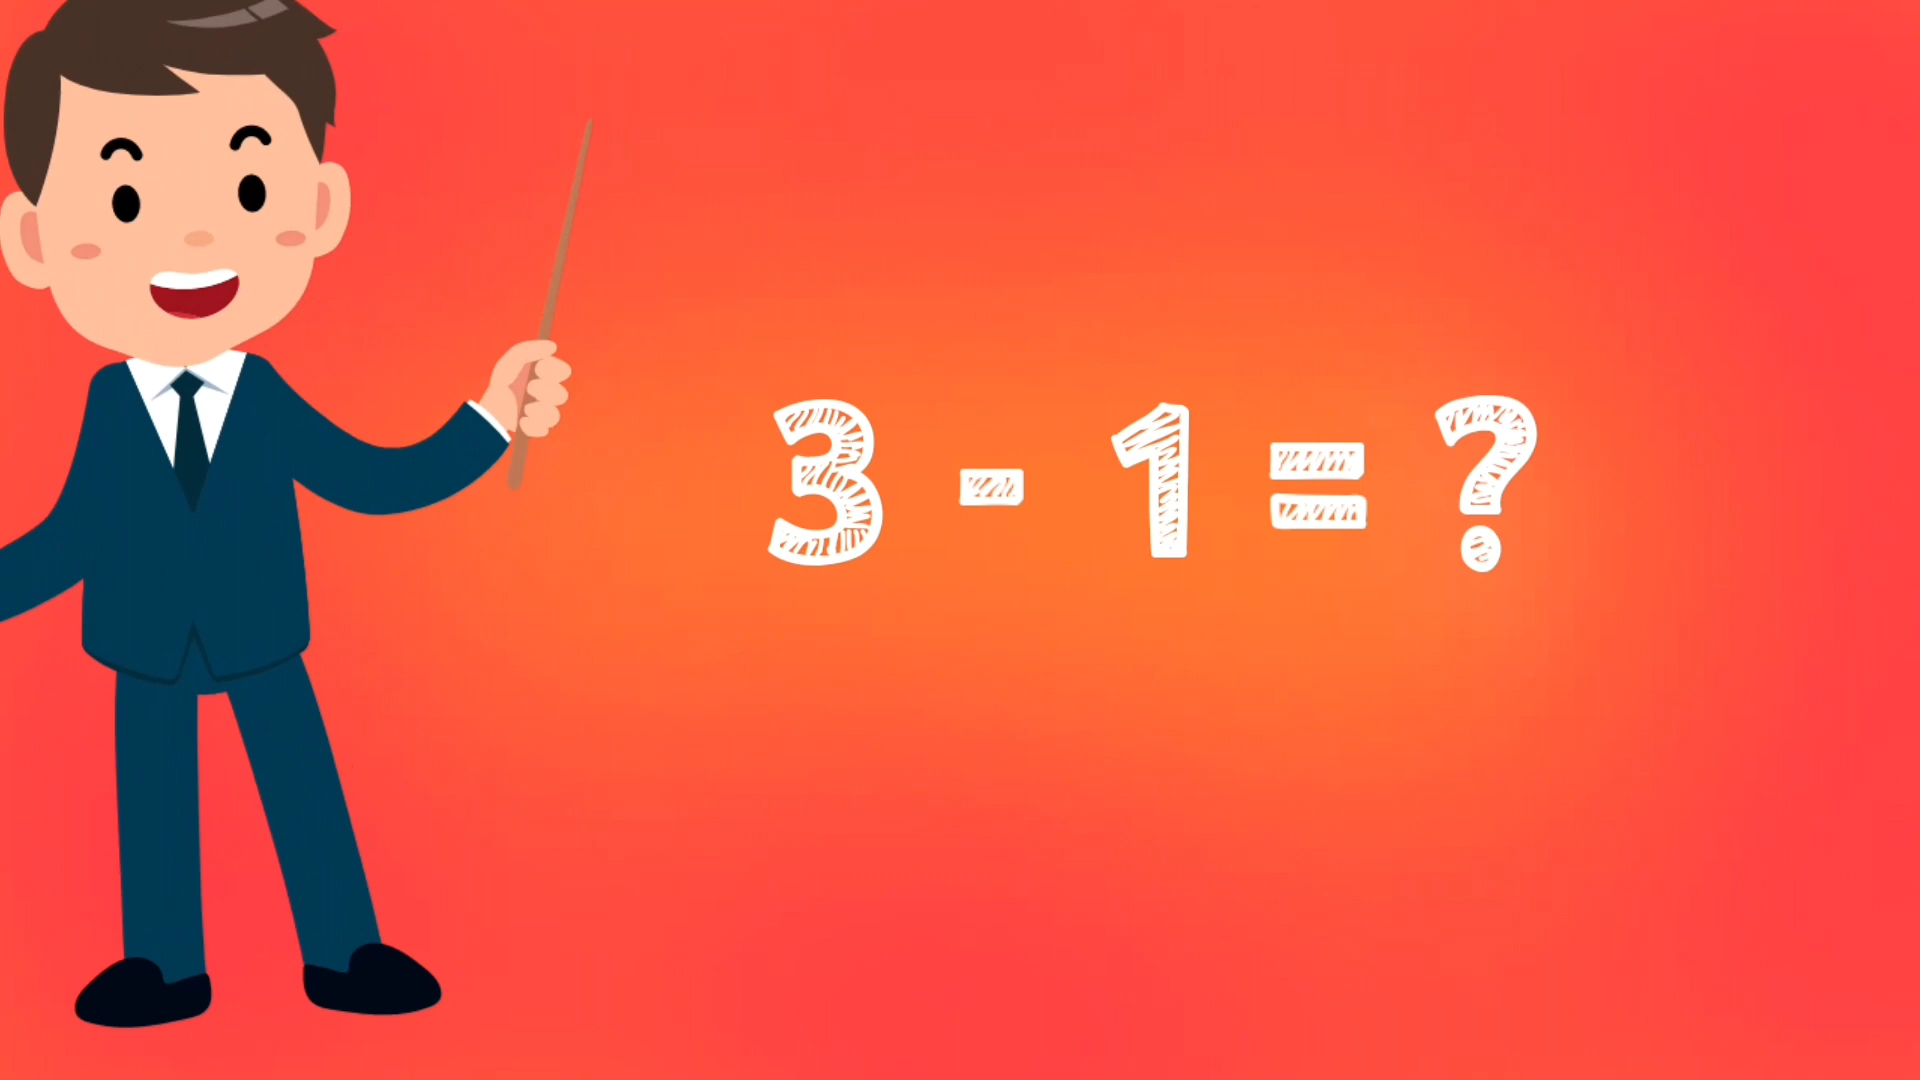 3 - 1 = ?